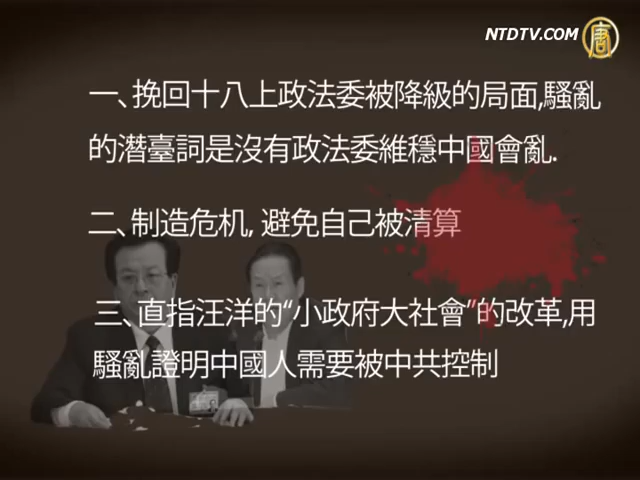 NTDTV.COM
唐
一、挽回十八上政法委被降級的局面,騷亂
的潛臺詞是沒有政法委維穩中國會亂.
二、制造危机, 避免自己被清算
三、直指汪洋的“小政府大社會”的改革,用
騷亂證明中國人需要被中共控制